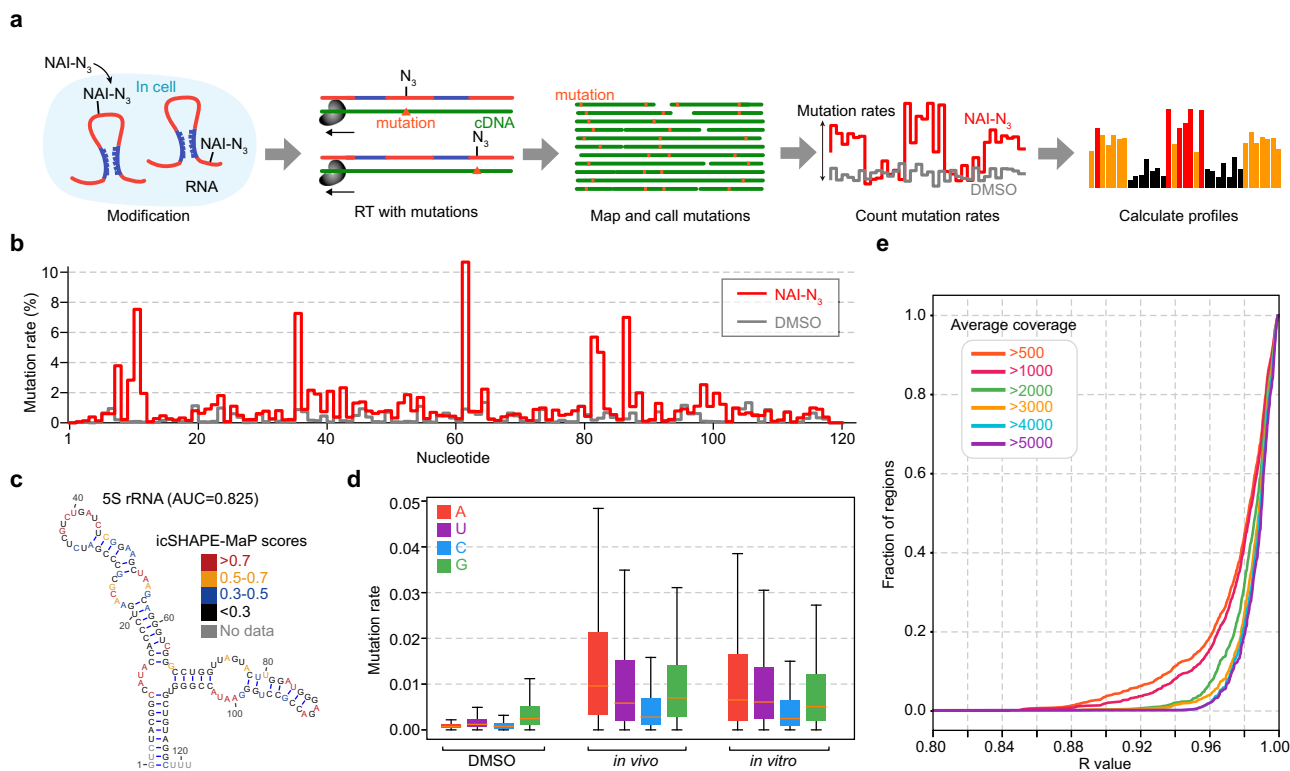 a
NAI-N3
NAI-N3
In cell
NAI-N3
RNA
Modification
N3
mutation
cDNA
N3
RT with mutations
mutation
Map and call mutations
Mutation rates
NAI-N3
DMSO
Count mutation rates
Calculate profiles
b
Mutation rate (%)
10
8
6
4
2
0
NAI-N3
DMSO
1 20 40 60 80 100 120
Nucleotide
c
5S rRNA (AUC=0.825)
icSHAPE-MaP scores
>0.7
0.5-0.7
0.3-0.5
<0.3
No data
40
20
60
80
100
120
1
d
Mutation rate
0.05
0.04
0.03
0.02
0.01
0.00
A
U
C
G
DMSO in vivo in vitro
e
Fraction of regions
1.0
0.8
0.6
0.4
0.2
0.0
Average coverage
>500
>1000
>2000
>3000
>4000
>5000
0.80 0.84 0.88 0.92 0.96 1.00
R value